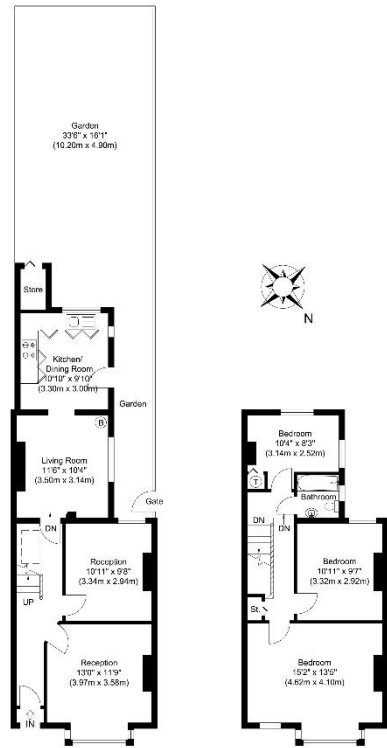 Garden
33'6" x 16'1"
(10.20m x 4.90m)
Store
Kitchen/
Dining Room
10'10" x 9'10"
(3.30m x 3.00m)
Garden
B
Living Room
11'6" x 10'4"
(3.50m x 3.14m)
Gate
DN
UP
Reception
10'11" x 9'8"
(3.34m x 2.94m)
Reception
13'0" x 11'9"
(3.97m x 3.58m)
IN
N
Bedroom
10'4" x 8'3"
(3.14m x 2.52m)
T
Bathroom
DN
DN
Bedroom
10'11" x 9'7"
(3.32m x 2.92m)
St.
Bedroom
15'2" x 13'5"
(4.62m x 4.10m)